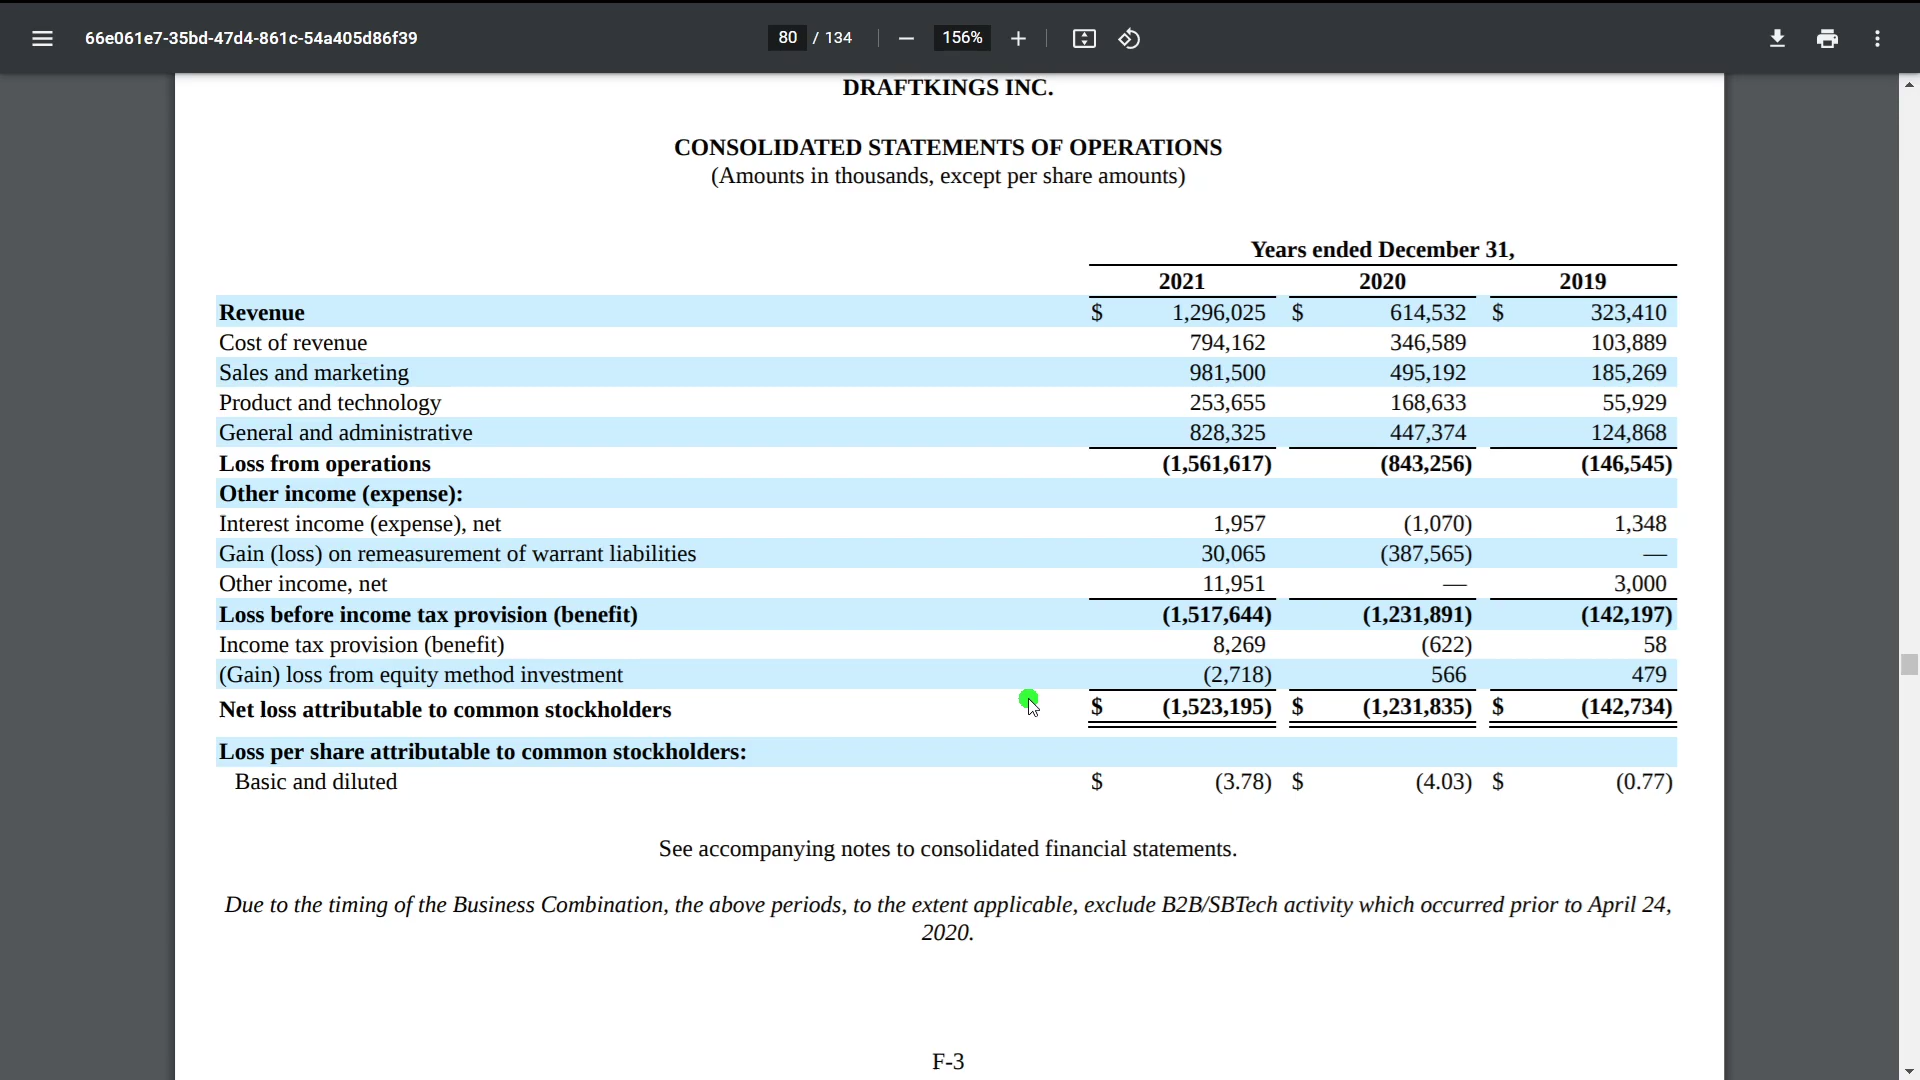 66e061e7-35bd-47d4-861c-54a405d86f39 80 / 134 156%
DRAFTKINGS INC.
CONSOLIDATED STATEMENTS OF OPERATIONS
(Amounts in thousands, except per share amounts)
Years ended December 31,
2021 2020 2019
Revenue $ 1,296,025 $ 614,532 $ 323,410
Cost of revenue 794,162 346,589 103,889
Sales and marketing 981,500 495,192 185,269
Product and technology 253,655 168,633 55,929
General and administrative 828,325 447,374 124,868
Loss from operations (1,561,617) (843,256) (146,545)
Other income (expense):
Interest income (expense), net 1,957 (1,070) 1,348
Gain (loss) on remeasurement of warrant liabilities 30,065 (387,565) —
Other income, net 11,951 — 3,000
Loss before income tax provision (benefit) (1,517,644) (1,231,891) (142,197)
Income tax provision (benefit) 8,269 (622) 58
(Gain) loss from equity method investment (2,718) 566 479
Net loss attributable to common stockholders $ (1,523,195) $ (1,231,835) $ (142,734)
Loss per share attributable to common stockholders:
Basic and diluted $ (3.78) $ (4.03) $ (0.77)
See accompanying notes to consolidated financial statements.
Due to the timing of the Business Combination, the above periods, to the extent applicable, exclude B2B/SBTech activity which occurred prior to April 24,
2020.
F-3